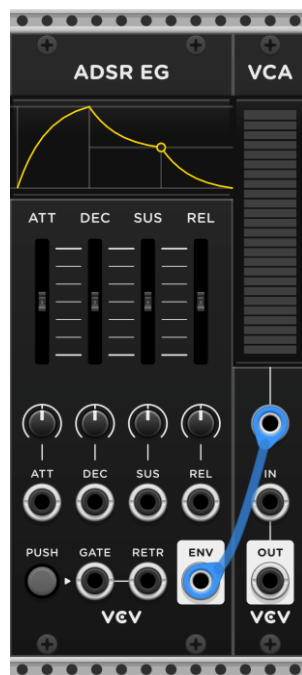 ADSR EG
VCA
ATT DEC SUS REL
ATT DEC SUS REL IN
PUSH GATE RETR ENV OUT
VCV VCV